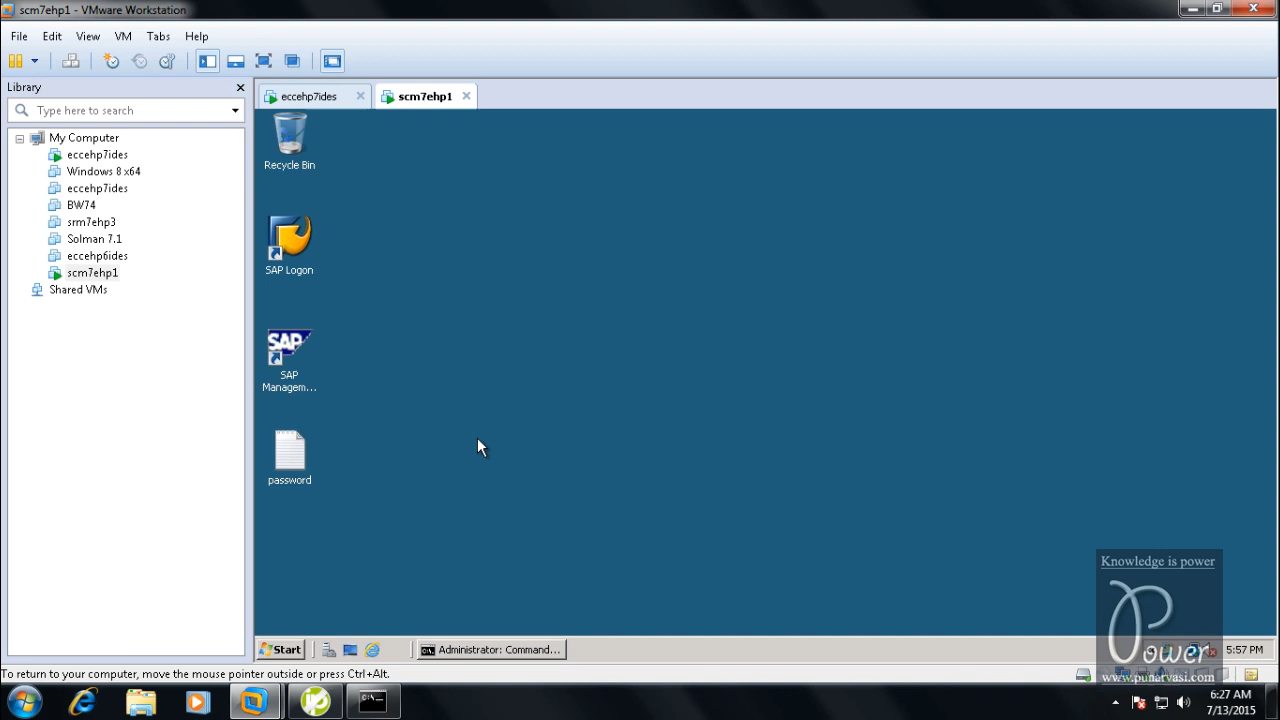 scm7ehp1 - VMware Workstation
File Edit View VM Tabs Help
Library
Type here to search
My Computer
eccehp7ides
Windows 8 x64
eccehp7ides
BW74
srm7ehp3
Solman 7.1
eccehp6ides
scm7ehp1
Shared VMs
eccehp7ides scm7ehp1
Recycle Bin
SAP Logon
SAP
SAP
Managem...
password
Knowledge is power
Power
www.punarvasi.com
Start Administrator: Command... 5:57 PM
To return to your computer, move the mouse pointer outside or press Ctrl+Alt.
6:27 AM
7/13/2015